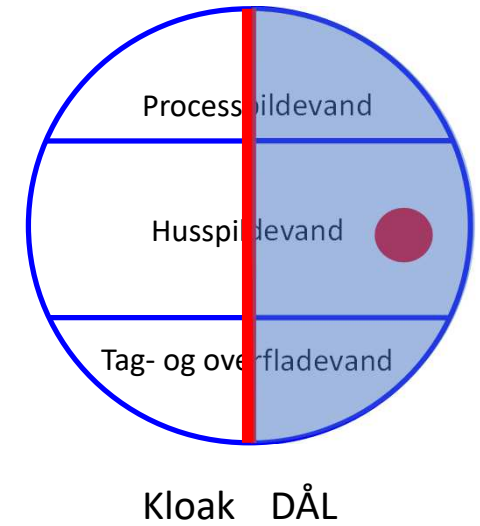 Processpildevand
Husspildevand
Tag- og overfladevand
Kloak DÅL